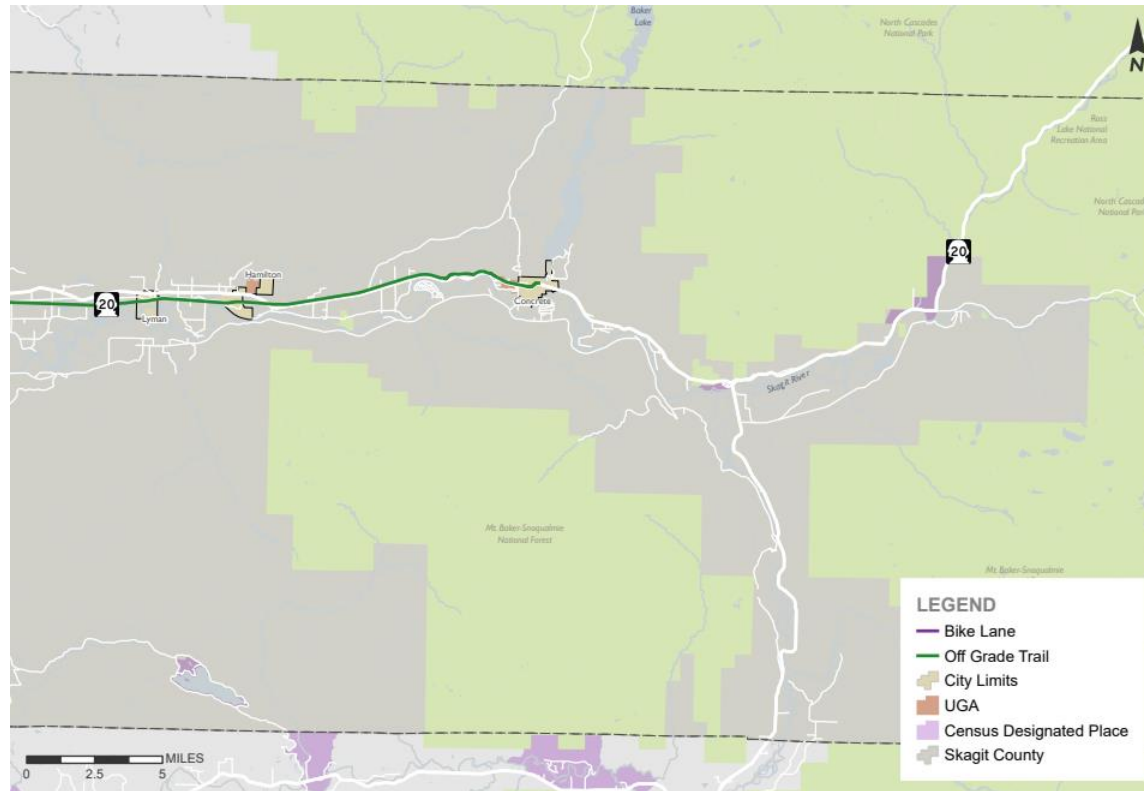 Baker
Lake
North Cascades
National Park
N
Ross
Lake National
Recreation Area
North Cascad
National Par
20
Hamilton
20
Lyman
Concrete
Skagit River
Mt. Baker-Snoqualmie
National Forest
Mt. Baker-Snoqualmie
LEGEND
Bike Lane
Off Grade Trail
City Limits
UGA
Census Designated Place
Skagit County
MILES
0 2.5 5